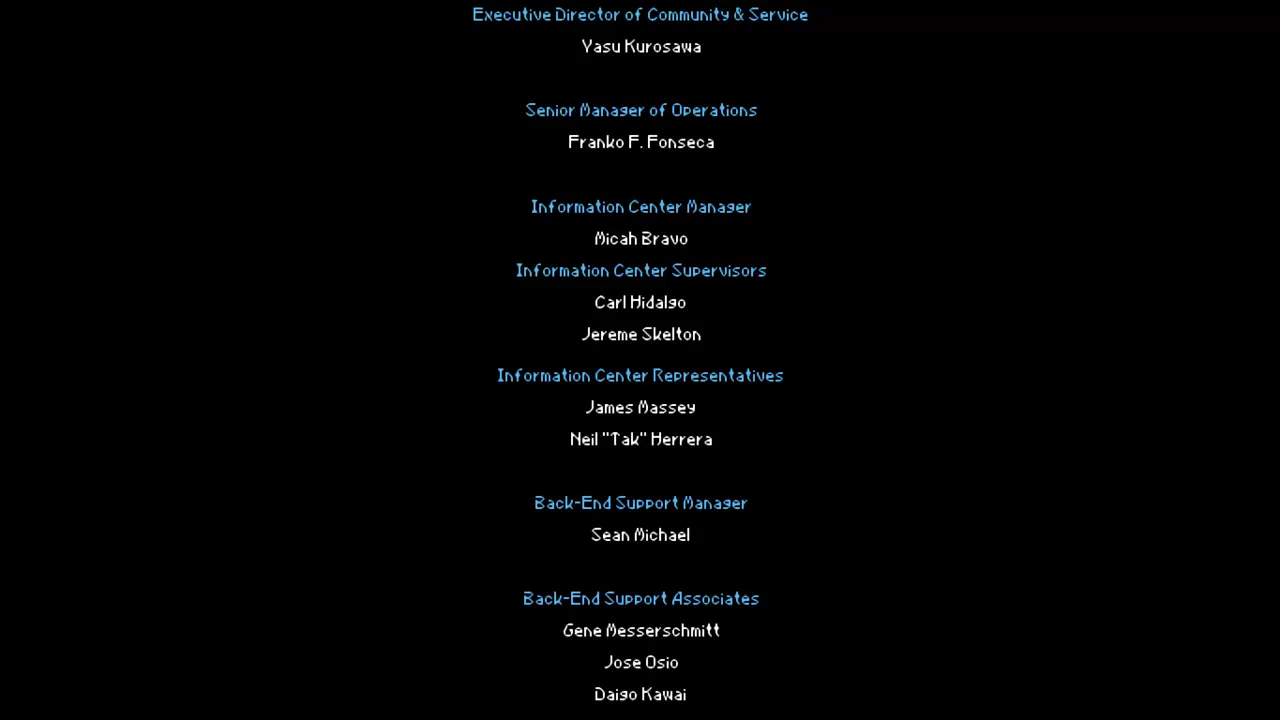 Executive Director of Community & Service
Yasu Kurosawa
Senior Manager of Operations
Franko F. Fonseca
Information Center Manager
Micah Bravo
Information Center Supervisors
Carl Hidalgo
Jereme Skelton
Information Center Representatives
James Massey
Neil "Tak" Herrera
Back-End Support Manager
Sean Michael
Back-End Support Associates
Gene Messerschmitt
Jose Osio
Daigo Kawai